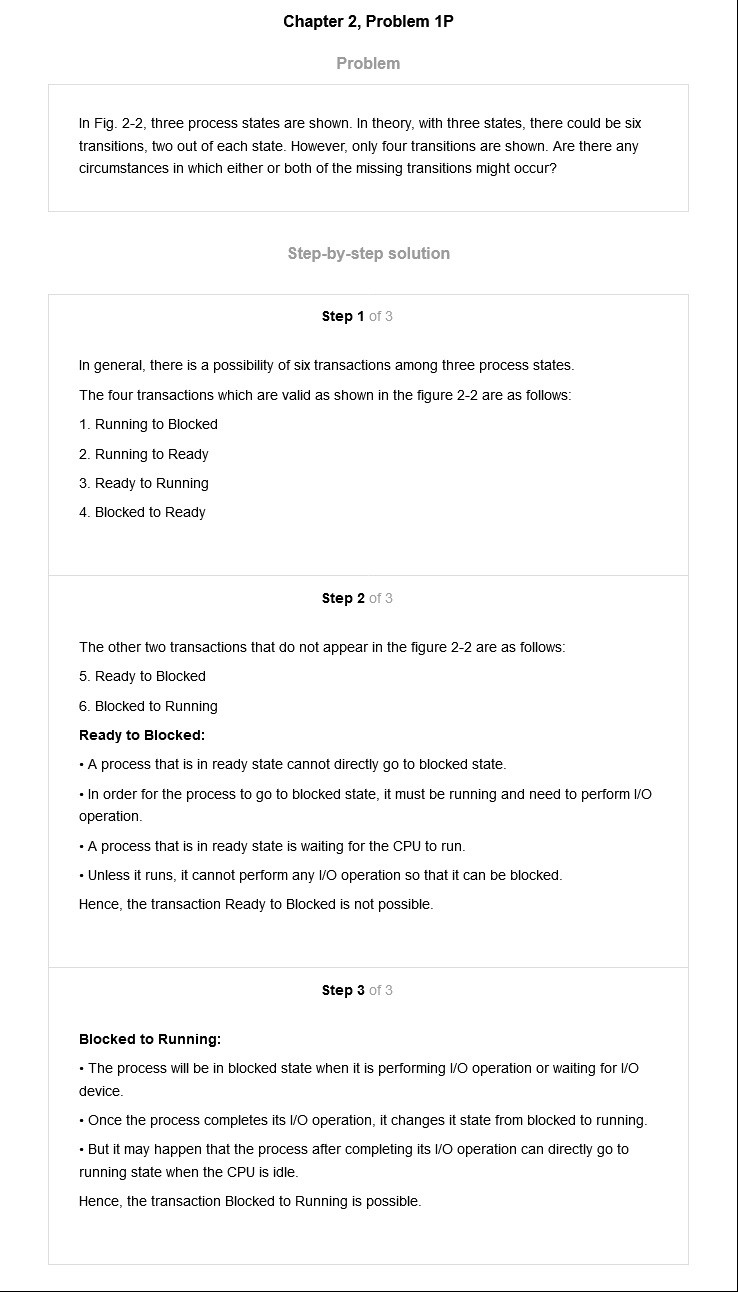 Chapter 2, Problem 1P
Problem
In Fig. 2-2, three process states are shown. In theory, with three states, there could be six
transitions, two out of each state. However, only four transitions are shown. Are there any
circumstances in which either or both of the missing transitions might occur?
Step-by-step solution
Step 1 of 3
In general, there is a possibility of six transactions among three process states.
The four transactions which are valid as shown in the figure 2-2 are as follows:
1. Running to Blocked
2. Running to Ready
3. Ready to Running
4. Blocked to Ready
Step 2 of 3
The other two transactions that do not appear in the figure 2-2 are as follows:
5. Ready to Blocked
6. Blocked to Running
Ready to Blocked:
• A process that is in ready state cannot directly go to blocked state.
• In order for the process to go to blocked state, it must be running and need to perform I/O
operation.
• A process that is in ready state is waiting for the CPU to run.
• Unless it runs, it cannot perform any I/O operation so that it can be blocked.
Hence, the transaction Ready to Blocked is not possible.
Step 3 of 3
Blocked to Running:
• The process will be in blocked state when it is performing I/O operation or waiting for I/O
device.
• Once the process completes its I/O operation, it changes it state from blocked to running.
• But it may happen that the process after completing its I/O operation can directly go to
running state when the CPU is idle.
Hence, the transaction Blocked to Running is possible.